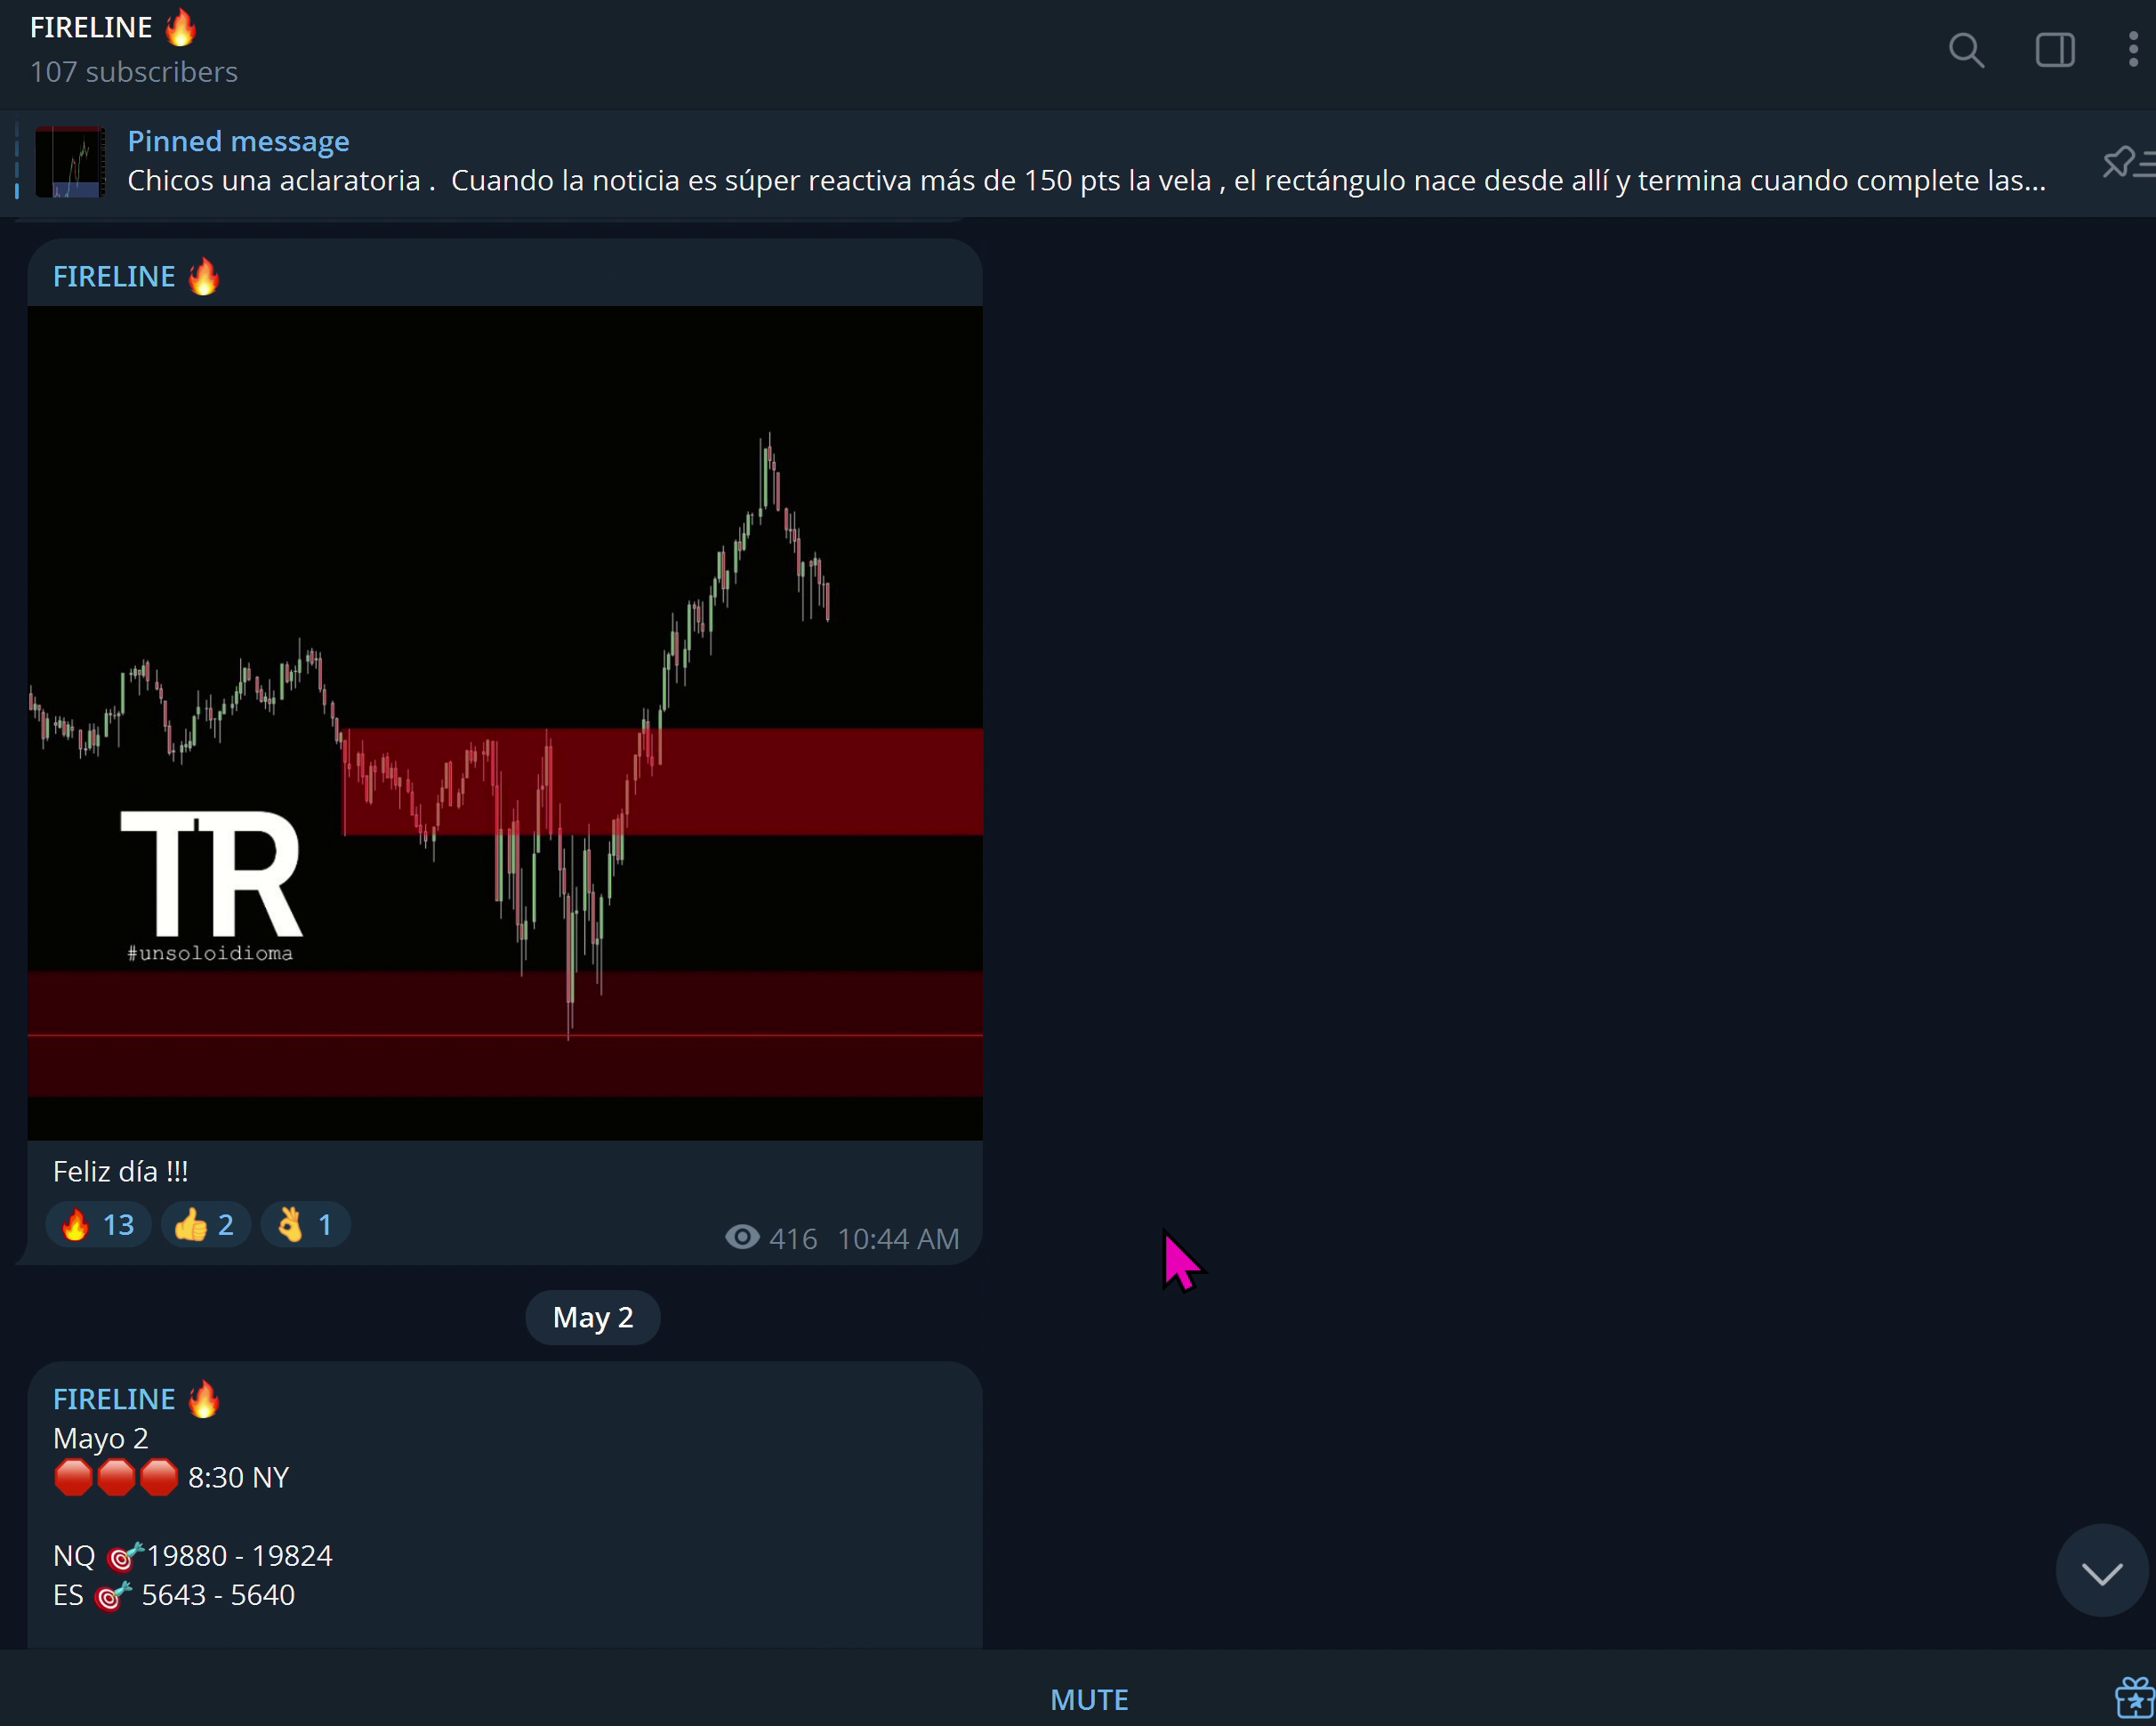 FIRELINE 🔥
107 subscribers
Pinned message
Chicos una aclaratoria . Cuando la noticia es súper reactiva más de 150 pts la vela , el rectángulo nace desde allí y termina cuando complete las...
FIRELINE 🔥
TR
#unsoloidioma
Feliz día !!!
🔥 13 👍 2 👌 1
416 10:44 AM
May 2
FIRELINE 🔥
Mayo 2
🛑🛑🛑 8:30 NY
NQ 🎯19880 - 19824
ES 🎯 5643 - 5640
MUTE